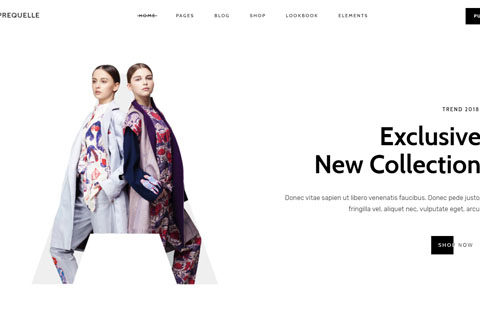 PREQUELLE
HOME PAGES BLOG SHOP LOOKBOOK ELEMENTS
PU
TREND 2018
Exclusive
New Collection
Donec vitae sapien ut libero venenatis faucibus. Donec pede justo
fringilla vel, aliquet nec, vulputate eget, arcu
SHOP NOW